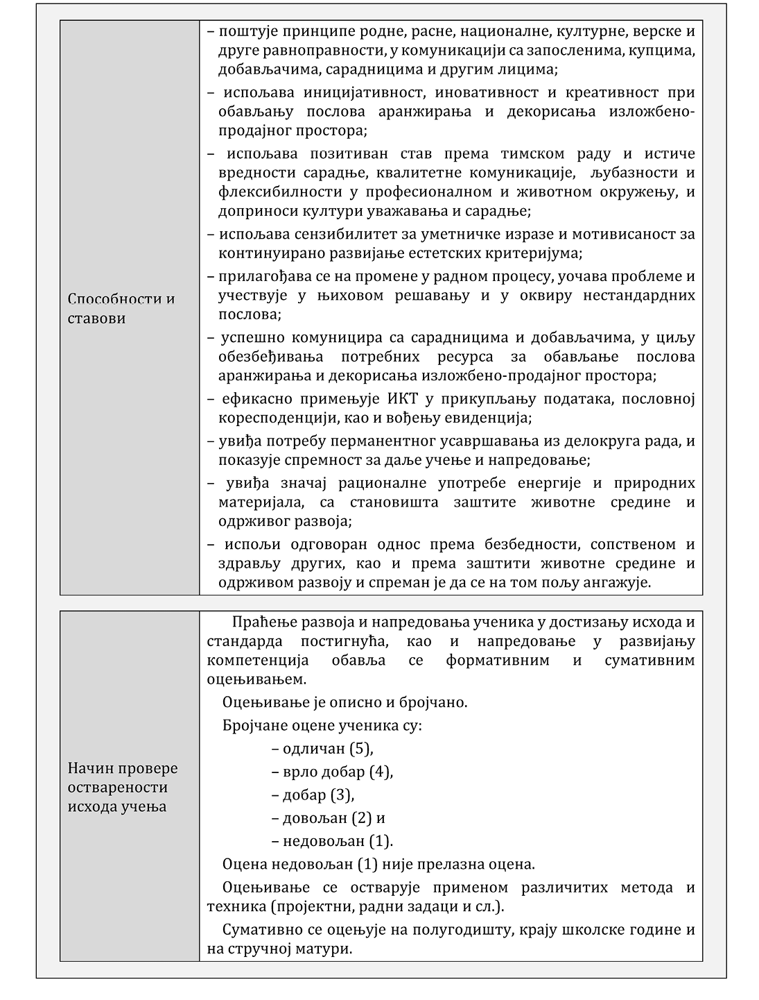 – поштује принципе родне, расне, националне, културне, верске и
друге равноправности, у комуникацији са запосленима, купцима,
добављачима, сарадницима и другим лицима;
– испољава иницијативност, иновативност и креативност при
обављању послова аранжирања и декорисања изложбено-
продајног простора;
– испољава позитиван став према тимском раду и истиче
вредности сарадње, квалитетне комуникације, љубазности и
флексибилности у професионалном и животном окружењу, и
доприноси култури уважавања и сарадње;
– испољава сензибилитет за уметничке изразе и мотивисаност за
континуирано развијање естетских критеријума;
– прилагођава се на промене у радном процесу, уочава проблеме и
учествује у њиховом решавању и у оквиру нестандардних
послова;
Способности и
ставови
– успешно комуницира са сарадницима и добављачима, у циљу
обезбеђивања потребних ресурса за обављање послова
аранжирања и декорисања изложбено-продајног простора;
– ефикасно примењује ИКТ у прикупљању података, пословној
коресподенцији, као и вођењу евиденција;
– увиђа потребу перманентног усавршавања из делокруга рада, и
показује спремност за даље учење и напредовање;
– увиђа значај рационалне употребе енергије и природних
материјала, са становишта заштите животне средине и
одрживог развоја;
– испољи одговоран однос према безбедности, сопственом и
здрављу других, као и према заштити животне средине и
одрживом развоју и спреман је да се на том пољу ангажује.
Праћење развоја и напредовања ученика у достизању исхода и
стандарда постигнућа, као и напредовање у развијању
компетенција обавља се формативним и сумативним
оцењивањем.
Оцењивање је описно и бројчано.
Бројчане оцене ученика су:
– одличан (5),
– врло добар (4),
– добар (3),
– довољан (2) и
– недовољан (1).
Начин провере
остварености
исхода учења
Оцена недовољан (1) није прелазна оцена.
Оцењивање се остварује применом различитих метода и
техника (пројектни, радни задаци и сл.).
Сумативно се оцењује на полугодишту, крају школске године и
на стручној матури.